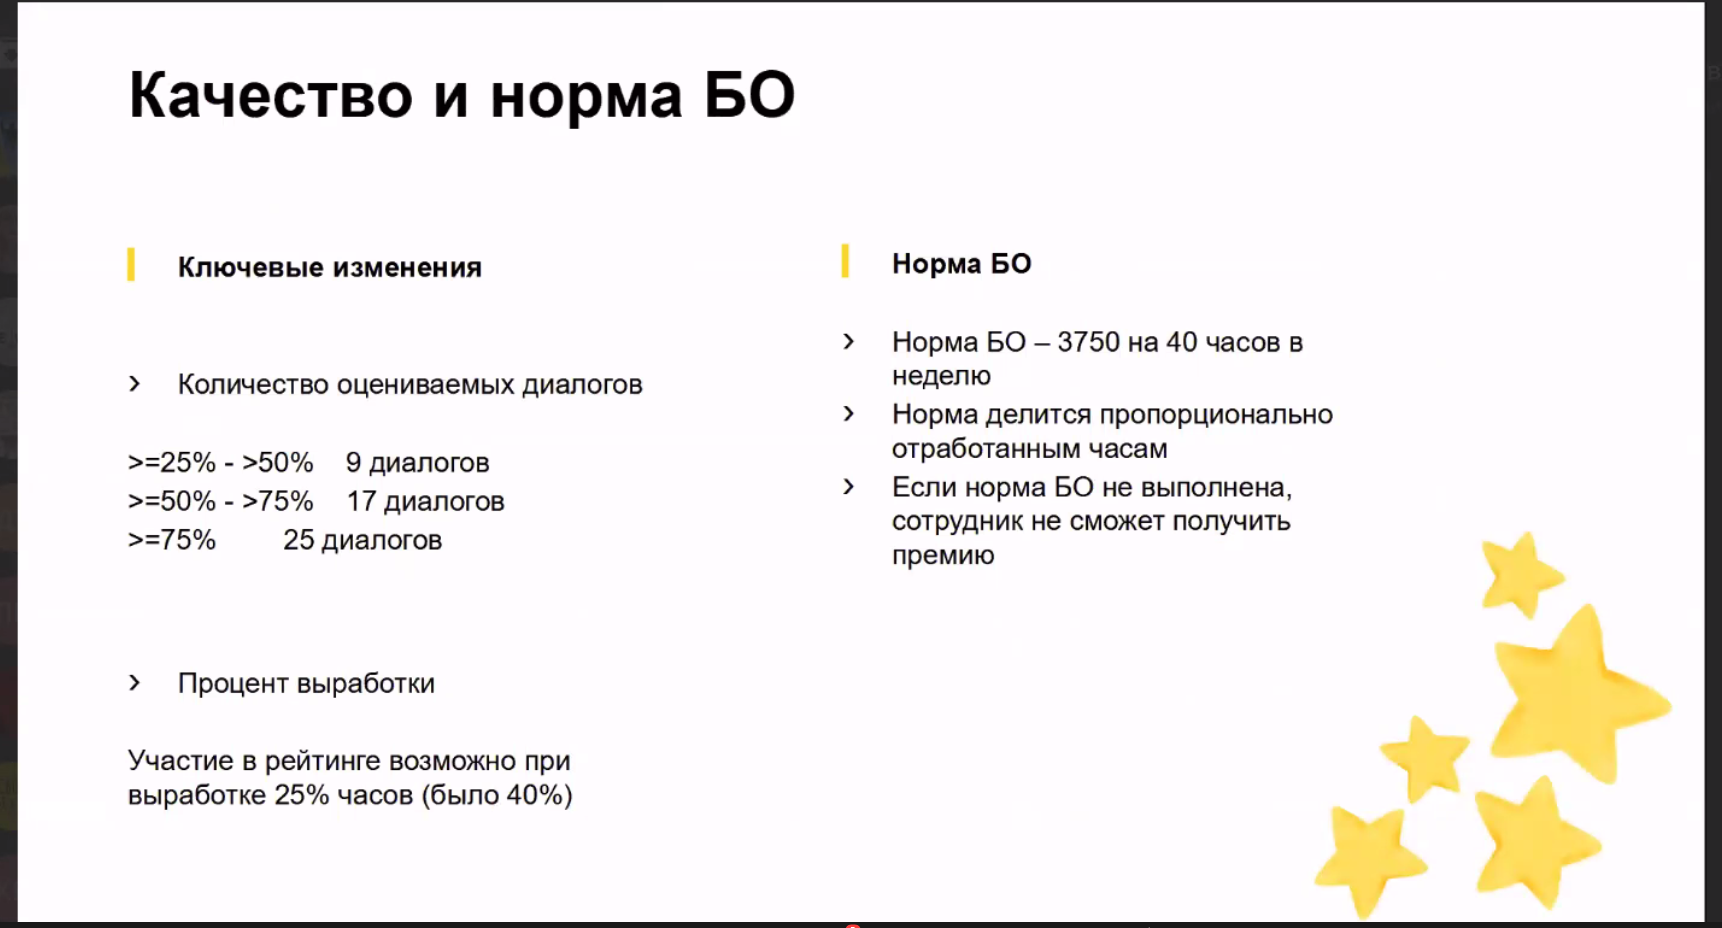 Качество и норма БО
Ключевые изменения
› Количество оцениваемых диалогов
>=25% - >50% 9 диалогов
>=50% - >75% 17 диалогов
>=75% 25 диалогов
› Процент выработки
Участие в рейтинге возможно при
выработке 25% часов (было 40%)
Норма БО
› Норма БО – 3750 на 40 часов в
неделю
› Норма делится пропорционально
отработанным часам
› Если норма БО не выполнена,
сотрудник не сможет получить
премию